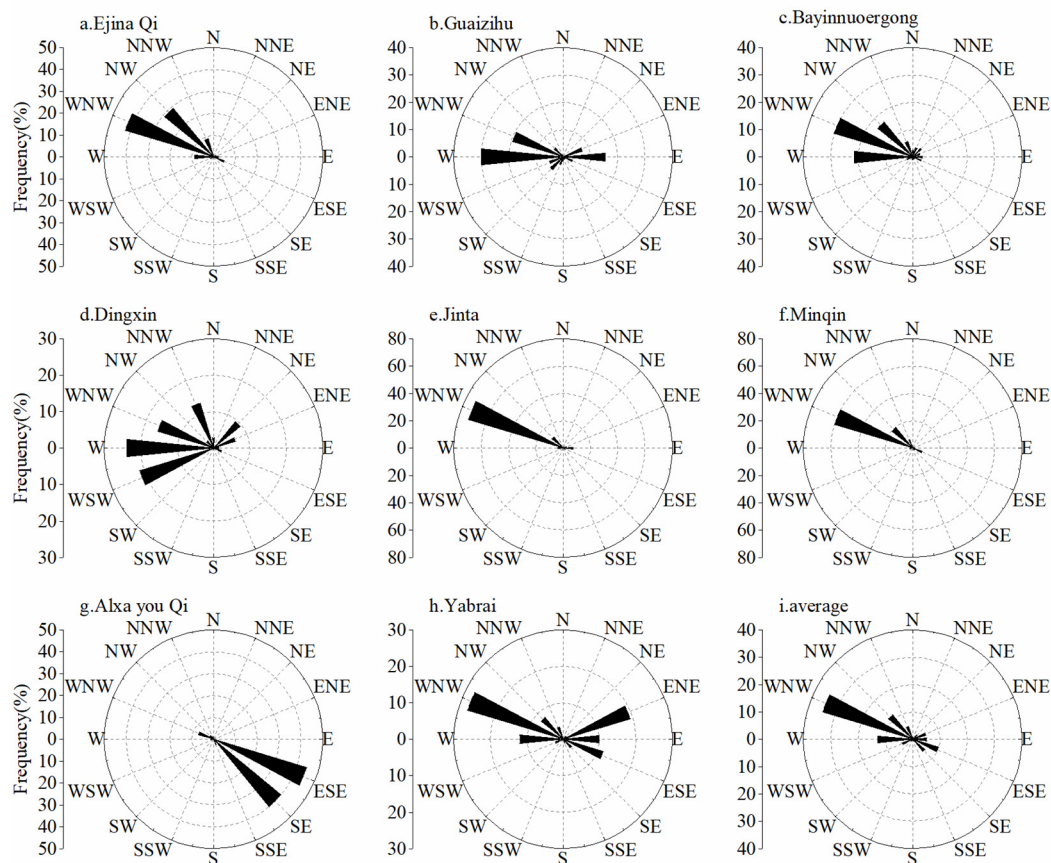 a.Ejina Qi
b.Guaizihu
c.Bayinnuoergong
50 40 30 20 10 0 10 20 30 40 50
Frequency(%)
N NNE NE ENE E ESE SE SSE S SSW SW WSW W WNW NW NNW
40 30 20 10 0 10 20 30 40
N NNE NE ENE E ESE SE SSE S SSW SW WSW W WNW NW NNW
40 30 20 10 0 10 20 30 40
N NNE NE ENE E ESE SE SSE S SSW SW WSW W WNW NW NNW
d.Dingxin
e.Jinta
f.Minqin
30 20 10 0 10 20 30
Frequency(%)
N NNE NE ENE E ESE SE SSE S SSW SW WSW W WNW NW NNW
80 60 40 20 0 20 40 60 80
N NNE NE ENE E ESE SE SSE S SSW SW WSW W WNW NW NNW
80 60 40 20 0 20 40 60 80
N NNE NE ENE E ESE SE SSE S SSW SW WSW W WNW NW NNW
g.Alxa you Qi
h.Yabrai
i.average
50 40 30 20 10 0 10 20 30 40 50
Frequency(%)
N NNE NE ENE E ESE SE SSE S SSW SW WSW W WNW NW NNW
30 20 10 0 10 20 30
N NNE NE ENE E ESE SE SSE S SSW SW WSW W WNW NW NNW
40 30 20 10 0 10 20 30 40
N NNE NE ENE E ESE SE SSE S SSW SW WSW W WNW NW NNW